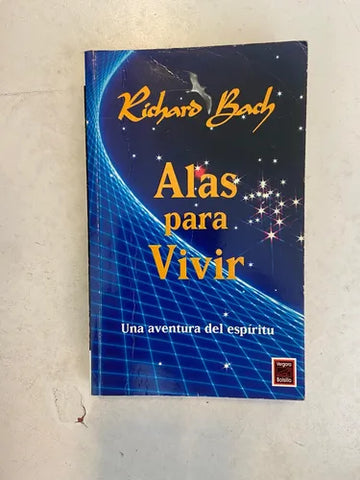 Richard Bach
Alas
para
Vivir
Una aventura del espíritu
Vergara
Bolsillo